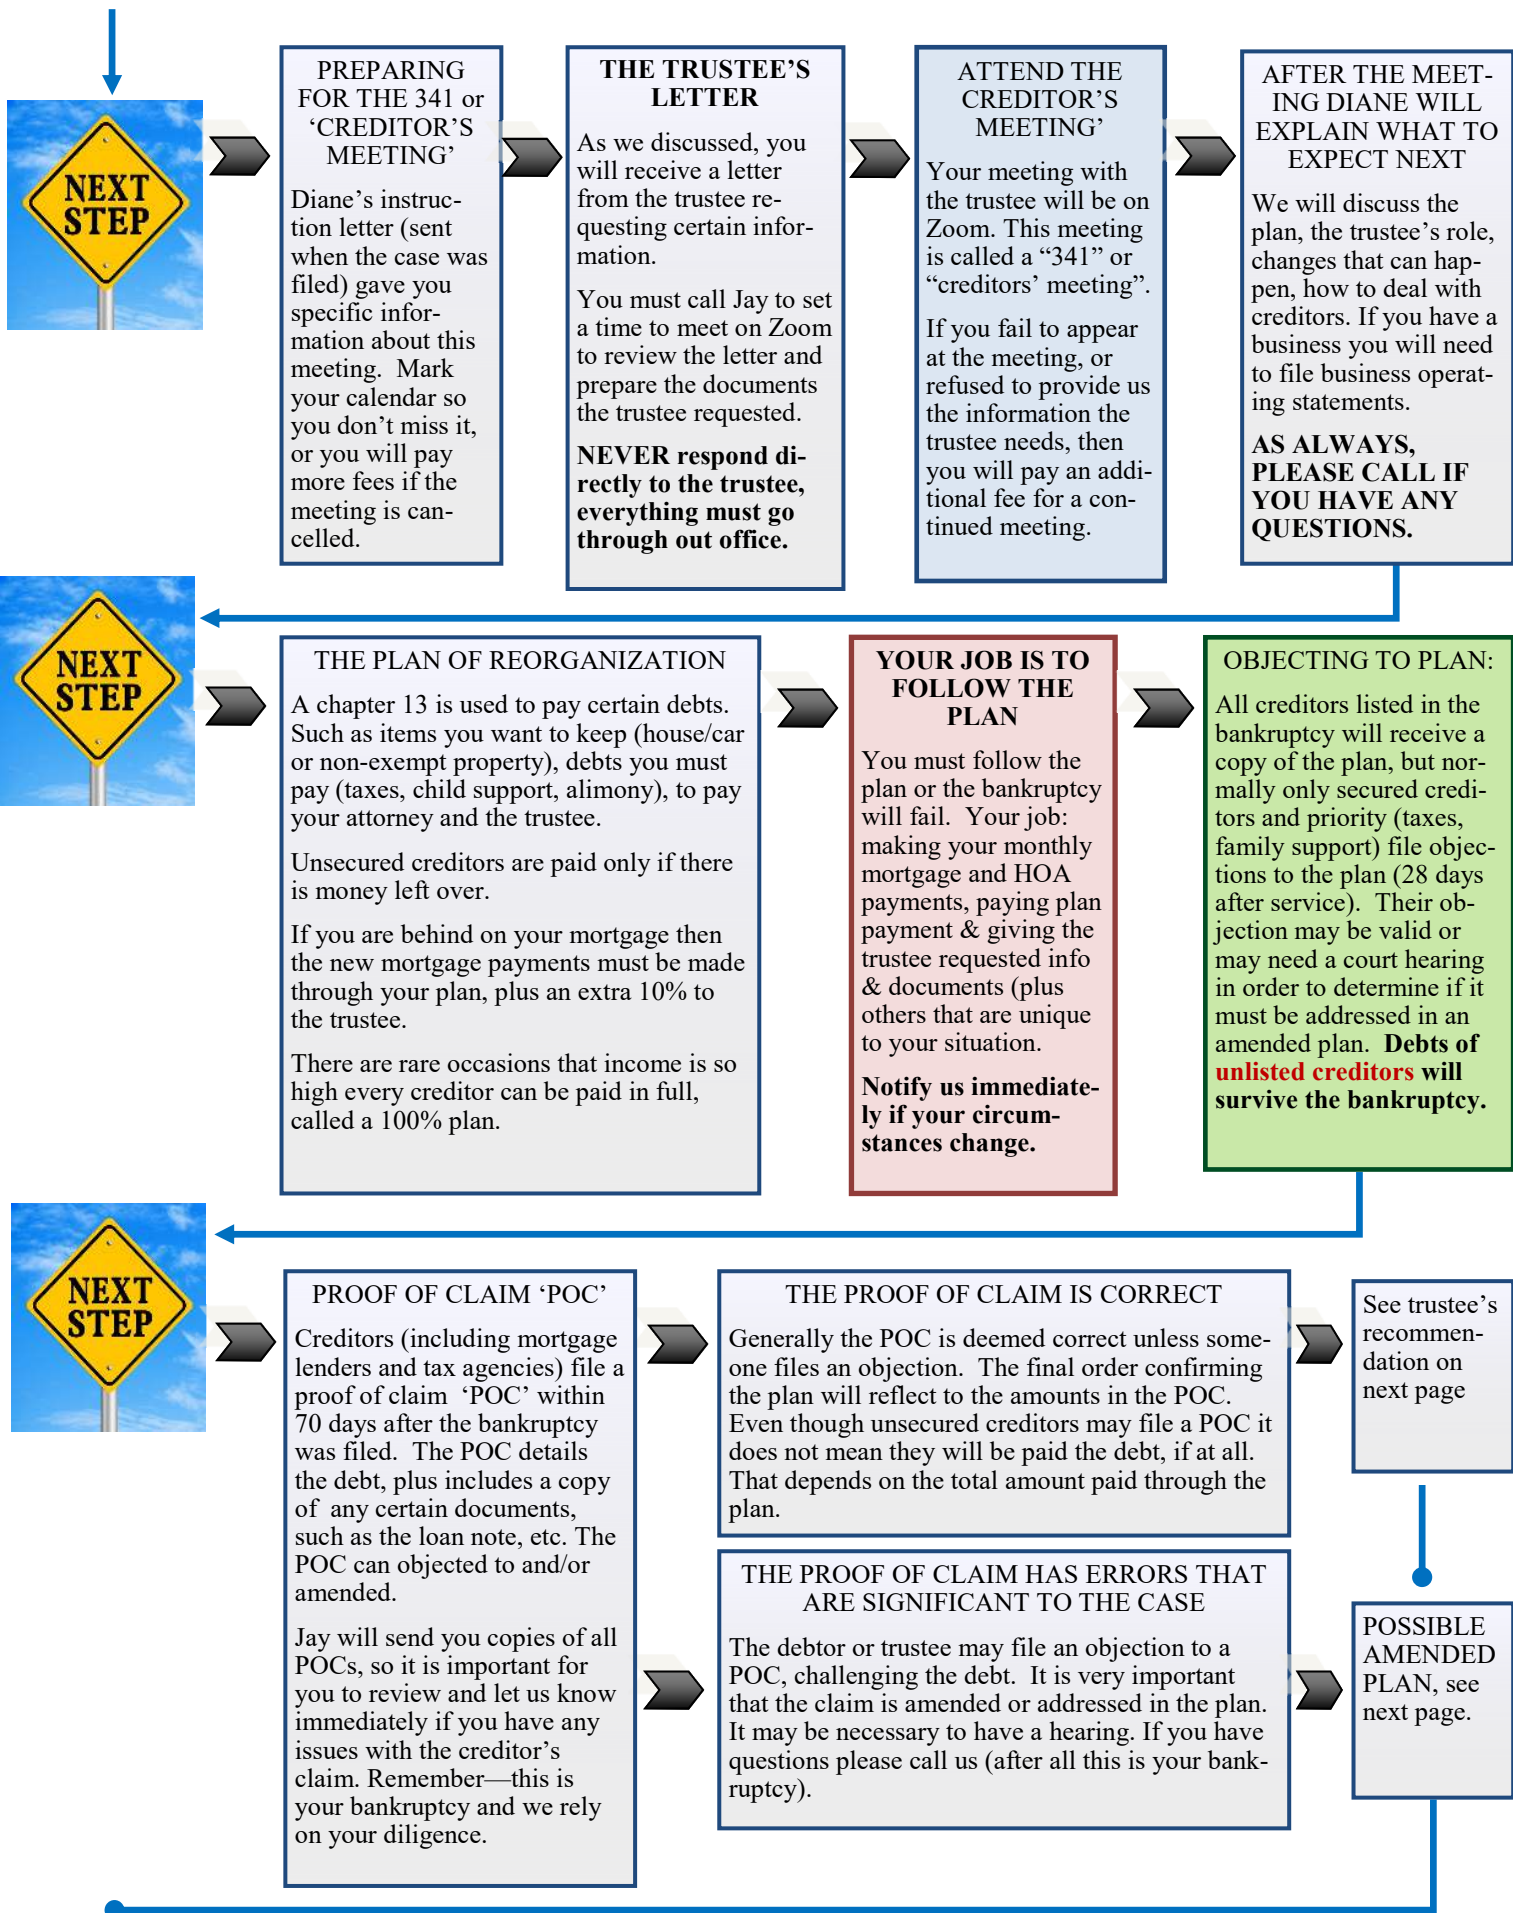 NEXT
STEP
PREPARING
FOR THE 341 or
‘CREDITOR’S
MEETING’
Diane’s instruc-
tion letter (sent
when the case was
filed) gave you
specific infor-
mation about this
meeting.  Mark
your calendar so
you don’t miss it,
or you will pay
more fees if the
meeting is can-
celled.
THE TRUSTEE’S
LETTER
As we discussed, you
will receive a letter
from the trustee re-
questing certain infor-
mation.
You must call Jay to set
a time to meet on Zoom
to review the letter and
prepare the documents
the trustee requested.
NEVER respond di-
rectly to the trustee,
everything must go
through out office.
ATTEND THE
CREDITOR’S
MEETING’
Your meeting with
the trustee will be on
Zoom. This meeting
is called a “341” or
“creditors’ meeting”.
If you fail to appear
at the meeting, or
refused to provide us
the information the
trustee needs, then
you will pay an addi-
tional fee for a con-
tinued meeting.
AFTER THE MEET-
ING DIANE WILL
EXPLAIN WHAT TO
EXPECT NEXT
We will discuss the
plan, the trustee’s role,
changes that can hap-
pen, how to deal with
creditors. If you have a
business you will need
to file business operat-
ing statements.
AS ALWAYS,
PLEASE CALL IF
YOU HAVE ANY
QUESTIONS.
NEXT
STEP
THE PLAN OF REORGANIZATION
A chapter 13 is used to pay certain debts.
Such as items you want to keep (house/car
or non-exempt property), debts you must
pay (taxes, child support, alimony), to pay
your attorney and the trustee.
Unsecured creditors are paid only if there
is money left over.
If you are behind on your mortgage then
the new mortgage payments must be made
through your plan, plus an extra 10% to
the trustee.
There are rare occasions that income is so
high every creditor can be paid in full,
called a 100% plan.
YOUR JOB IS TO
FOLLOW THE
PLAN
You must follow the
plan or the bankruptcy
will fail.  Your job:
making your monthly
mortgage and HOA
payments, paying plan
payment & giving the
trustee requested info
& documents (plus
others that are unique
to your situation.
Notify us immediate-
ly if your circum-
stances change.
OBJECTING TO PLAN:
All creditors listed in the
bankruptcy will receive a
copy of the plan, but nor-
mally only secured credi-
tors and priority (taxes,
family support) file objec-
tions to the plan (28 days
after service).  Their ob-
jection may be valid or
may need a court hearing
in order to determine if it
must be addressed in an
amended plan.  Debts of
unlisted creditors will
survive the bankruptcy.
NEXT
STEP
PROOF OF CLAIM ‘POC’
Creditors (including mortgage
lenders and tax agencies) file a
proof of claim  ‘POC’ within
70 days after the bankruptcy
was filed.  The POC details
the debt, plus includes a copy
of  any certain documents,
such as the loan note, etc. The
POC can objected to and/or
amended.
Jay will send you copies of all
POCs, so it is important for
you to review and let us know
immediately if you have any
issues with the creditor’s
claim. Remember—this is
your bankruptcy and we rely
on your diligence.
THE PROOF OF CLAIM IS CORRECT
Generally the POC is deemed correct unless some-
one files an objection.  The final order confirming
the plan will reflect to the amounts in the POC.
Even though unsecured creditors may file a POC it
does not mean they will be paid the debt, if at all.
That depends on the total amount paid through the
plan.
See trustee’s
recommen-
dation on
next page
THE PROOF OF CLAIM HAS ERRORS THAT
ARE SIGNIFICANT TO THE CASE
The debtor or trustee may file an objection to a
POC, challenging the debt.  It is very important
that the claim is amended or addressed in the plan.
It may be necessary to have a hearing. If you have
questions please call us (after all this is your bank-
ruptcy).
POSSIBLE
AMENDED
PLAN, see
next page.